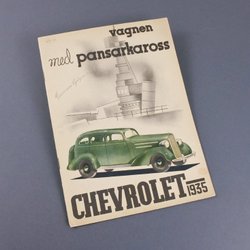 vagnen
med pansarkaross
CHEVROLET 1935